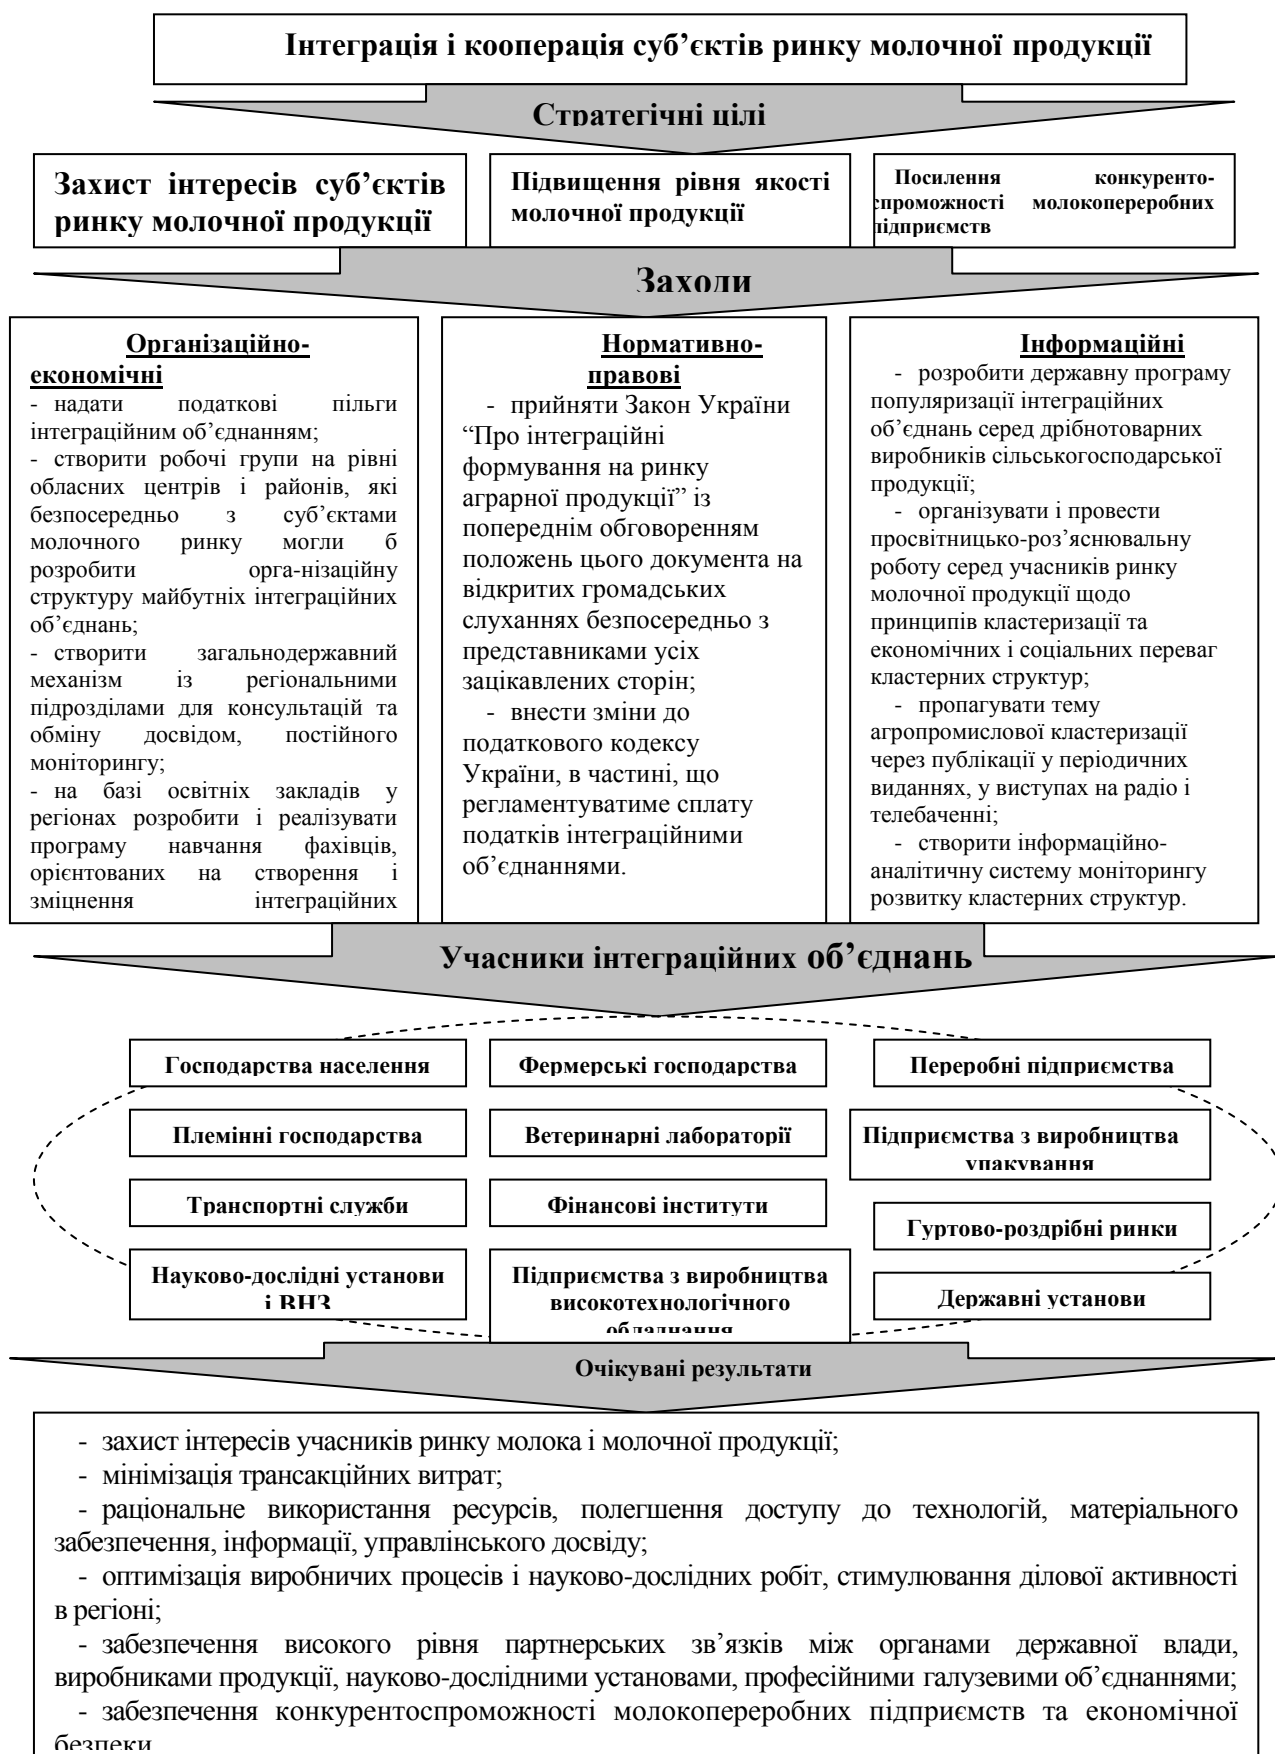 Інтеграція і кооперація суб’єктів ринку молочної продукції
Стратегічні цілі
Захист інтересів суб’єктів
ринку молочної продукції
Підвищення рівня якості
молочної продукції
Посилення конкуренто-
спроможності молокопереробних
підприємств
Заходи
Організаційно-
економічні
- надати податкові пільги
інтеграційним об’єднанням;
- створити робочі групи на рівні
обласних центрів і районів, які
безпосередньо з суб’єктами
молочного ринку могли б
розробити орга-нізаційну
структуру майбутніх інтеграційних
об’єднань;
- створити загальнодержавний
механізм із регіональними
підрозділами для консультацій та
обміну досвідом, постійного
моніторингу;
- на базі освітніх закладів у
регіонах розробити і реалізувати
програму навчання фахівців,
орієнтованих на створення і
зміцнення інтеграційних
Нормативно-
правові
- прийняти Закон України
“Про інтеграційні
формування на ринку
аграрної продукції” із
попереднім обговоренням
положень цього документа на
відкритих громадських
слуханнях безпосередньо з
представниками усіх
зацікавлених сторін;
- внести зміни до
податкового кодексу
України, в частині, що
регламентуватиме сплату
податків інтеграційними
об’єднаннями.
Інформаційні
- розробити державну програму
популяризації інтеграційних
об’єднань серед дрібнотоварних
виробників сільськогосподарської
продукції;
- організувати і провести
просвітницько-роз’яснювальну
роботу серед учасників ринку
молочної продукції щодо
принципів кластеризації та
економічних і соціальних переваг
кластерних структур;
- пропагувати тему
агропромислової кластеризації
через публікації у періодичних
виданнях, у виступах на радіо і
телебаченні;
- створити інформаційно-
аналітичну систему моніторингу
розвитку кластерних структур.
Учасники інтеграційних об’єднань
Господарства населення
Фермерські господарства
Переробні підприємства
Племінні господарства
Ветеринарні лабораторії
Підприємства з виробництва
упакування
Транспортні служби
Фінансові інститути
Гуртово-роздрібні ринки
Науково-дослідні установи
і ВНЗ
Підприємства з виробництва
високотехнологічного
обладнання
Державні установи
Очікувані результати
- захист інтересів учасників ринку молока і молочної продукції;
- мінімізація трансакційних витрат;
- раціональне використання ресурсів, полегшення доступу до технологій, матеріального
забезпечення, інформації, управлінського досвіду;
- оптимізація виробничих процесів і науково-дослідних робіт, стимулювання ділової активності
в регіоні;
- забезпечення високого рівня партнерських зв’язків між органами державної влади,
виробниками продукції, науково-дослідними установами, професійними галузевими об’єднаннями;
- забезпечення конкурентоспроможності молокопереробних підприємств та економічної
безпеки